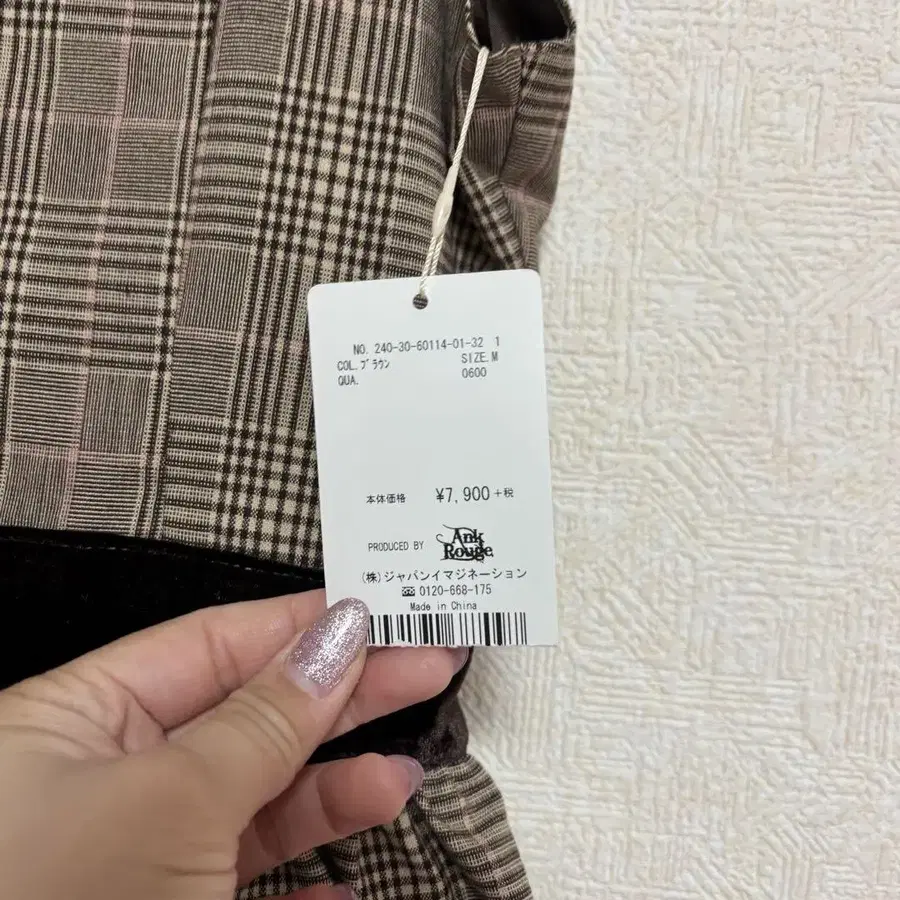 NO. 240-30-60114-01-32 1
COL.ブラウン SIZE.M
QUA. 0600
本体価格 ¥7,900+税
PRODUCED BY Ank Rouge
(株)ジャパンイマジネーション
0120-668-175
Made in China